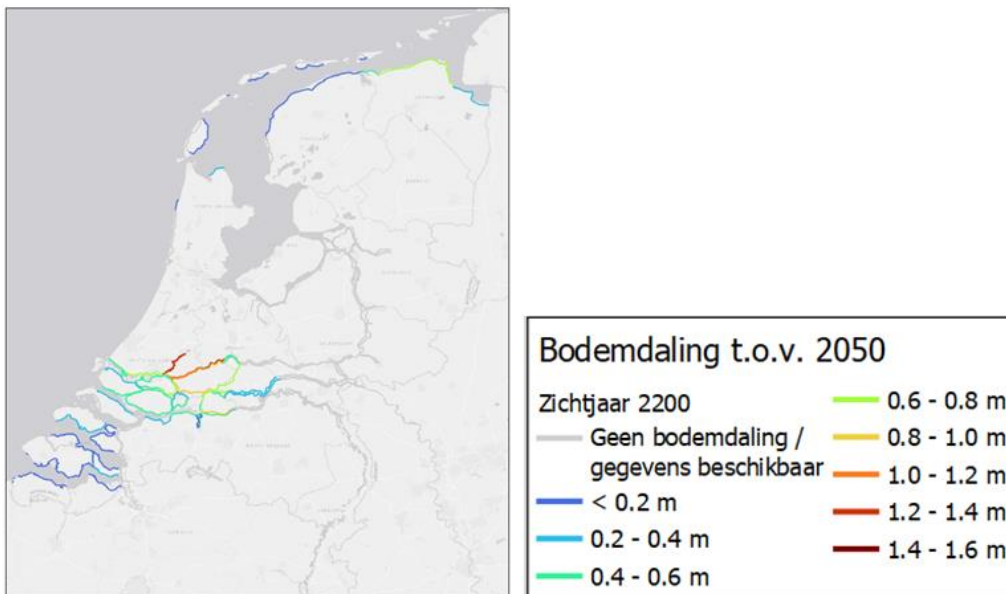 Bodemdaling t.o.v. 2050
Zichtjaar 2200
Geen bodemdaling /
gegevens beschikbaar
< 0.2 m
0.2 - 0.4 m
0.4 - 0.6 m
0.6 - 0.8 m
0.8 - 1.0 m
1.0 - 1.2 m
1.2 - 1.4 m
1.4 - 1.6 m